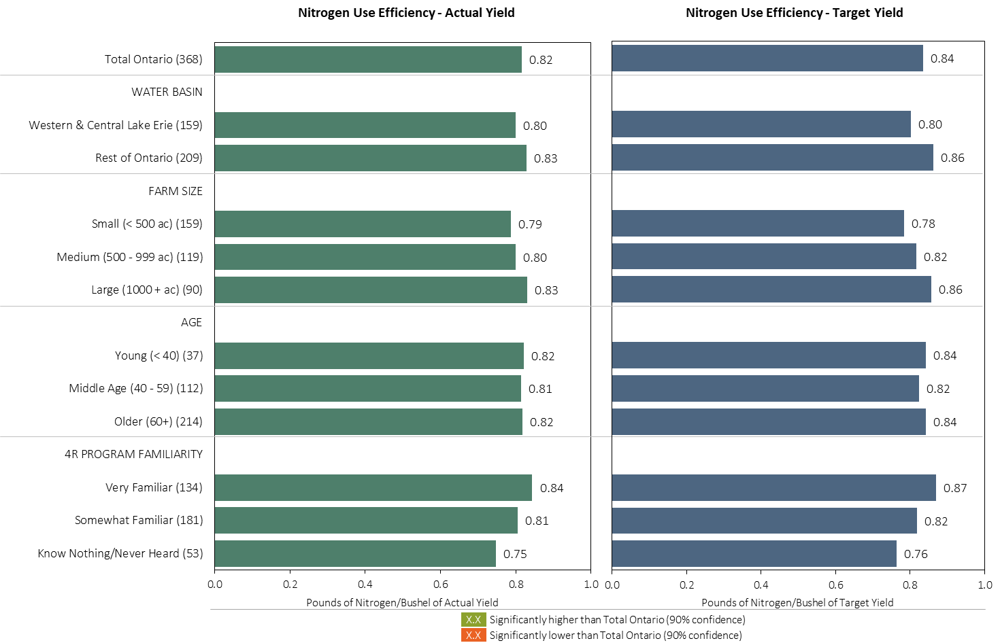 Nitrogen Use Efficiency - Actual Yield
Nitrogen Use Efficiency - Target Yield
Total Ontario (368) 0.82 0.84
WATER BASIN
Western & Central Lake Erie (159) 0.80 0.80
Rest of Ontario (209) 0.83 0.86
FARM SIZE
Small (< 500 ac) (159) 0.79 0.78
Medium (500 - 999 ac) (119) 0.80 0.82
Large (1000 + ac) (90) 0.83 0.86
AGE
Young (< 40) (37) 0.82 0.84
Middle Age (40 - 59) (112) 0.81 0.82
Older (60+) (214) 0.82 0.84
4R PROGRAM FAMILIARITY
Very Familiar (134) 0.84 0.87
Somewhat Familiar (181) 0.81 0.82
Know Nothing/Never Heard (53) 0.75 0.76
0.0 0.2 0.4 0.6 0.8 1.0 0.0 0.2 0.4 0.6 0.8 1.0
Pounds of Nitrogen/Bushel of Actual Yield
Pounds of Nitrogen/Bushel of Target Yield
X.X Significantly higher than Total Ontario (90% confidence)
X.X Significantly lower than Total Ontario (90% confidence)